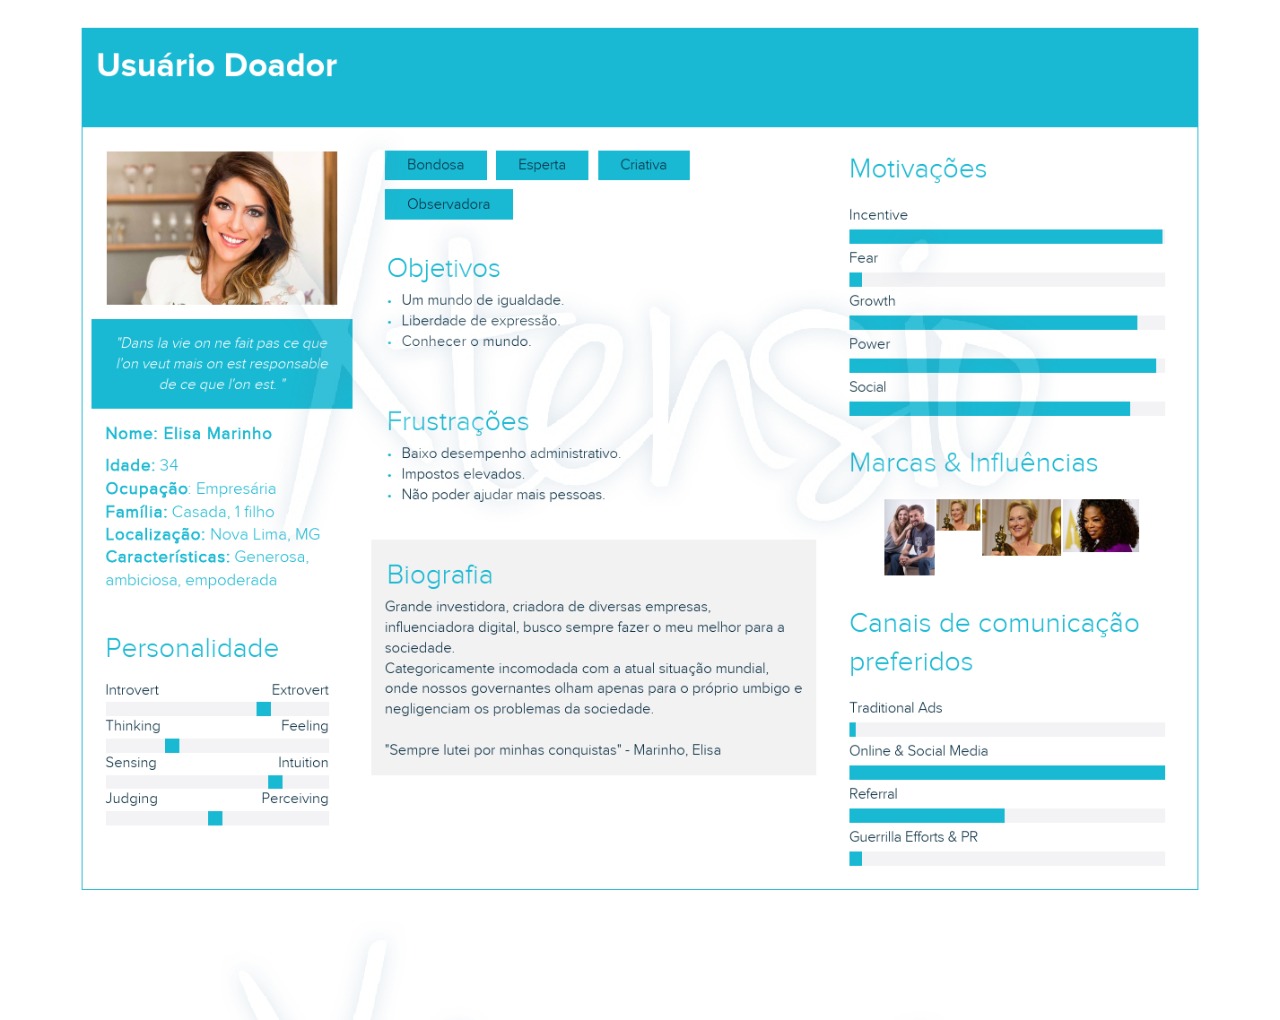 Usuário Doador
"Dans la vie on ne fait pas ce que
l'on veut mais on est responsable
de ce que l'on est. "
Nome: Elisa Marinho
Idade: 34
Ocupação: Empresária
Família: Casada, 1 filho
Localização: Nova Lima, MG
Características: Generosa,
ambiciosa, empoderada
Personalidade
Introvert Extrovert
Thinking Feeling
Sensing Intuition
Judging Perceiving
Bondosa Esperta Criativa
Observadora
Objetivos
Um mundo de igualdade.
Liberdade de expressão.
Conhecer o mundo.
Frustrações
Baixo desempenho administrativo.
Impostos elevados.
Não poder ajudar mais pessoas.
Biografia
Grande investidora, criadora de diversas empresas,
influenciadora digital, busco sempre fazer o meu melhor para a
sociedade.
Categoricamente incomodada com a atual situação mundial,
onde nossos governantes olham apenas para o próprio umbigo e
negligenciam os problemas da sociedade.
"Sempre lutei por minhas conquistas" - Marinho, Elisa
Motivações
Incentive
Fear
Growth
Power
Social
Marcas & Influências
Canais de comunicação
preferidos
Traditional Ads
Online & Social Media
Referral
Guerrilla Efforts & PR
Xtensio